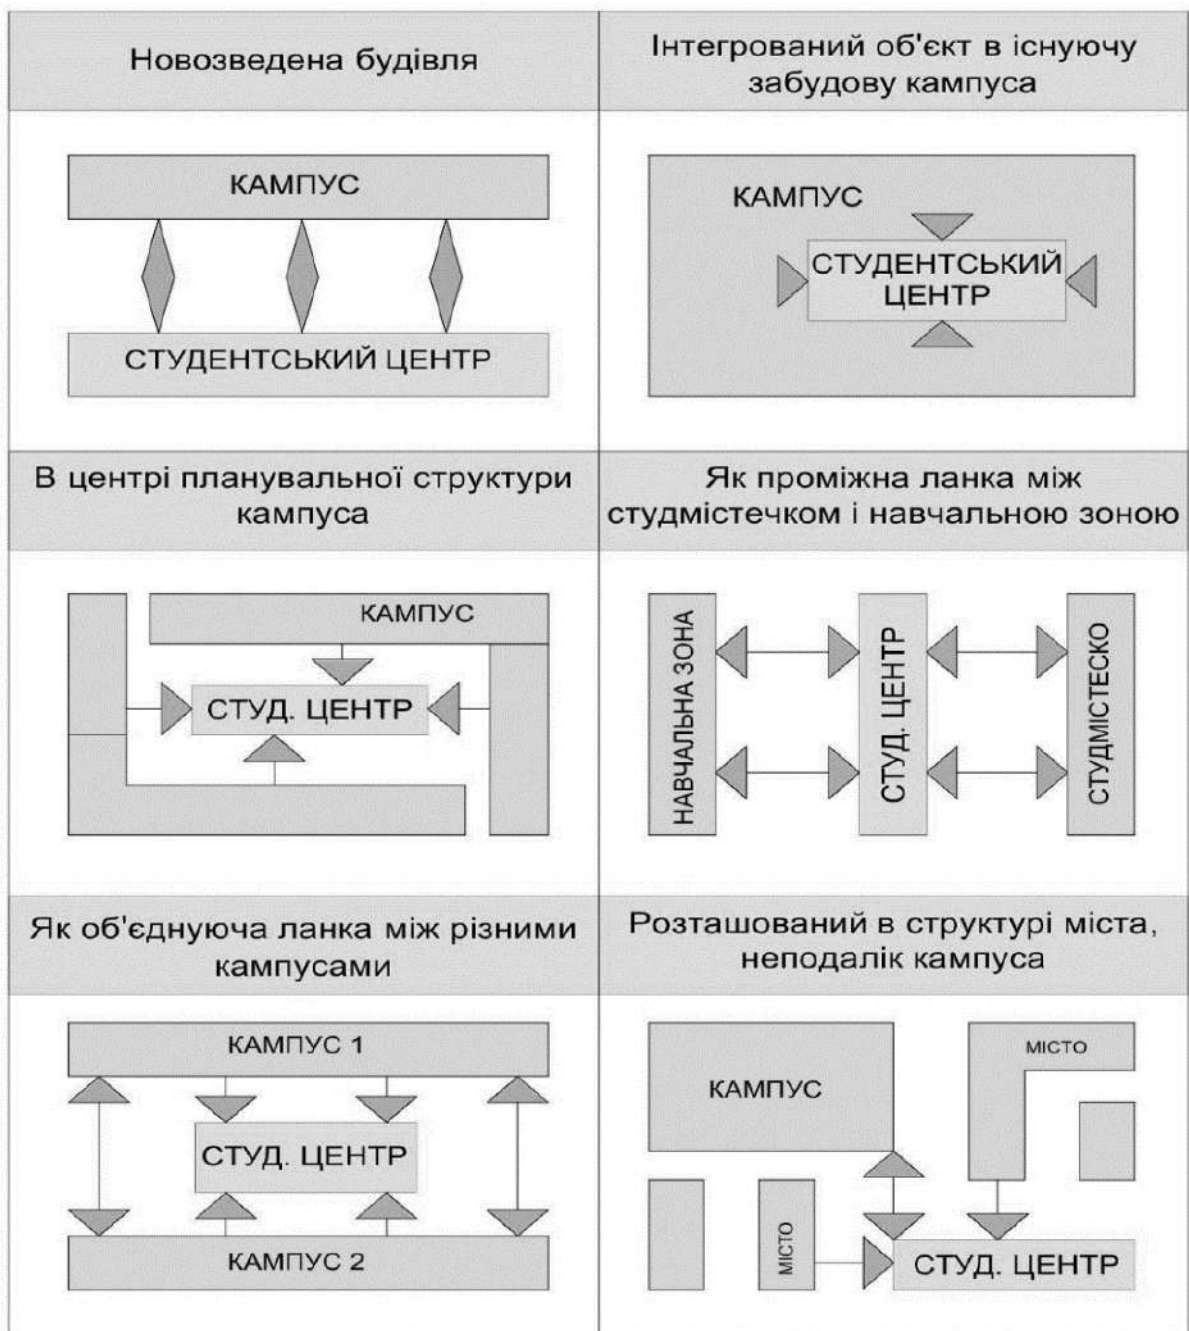 Новозведена будівля
Інтегрований об'єкт в існуючу
забудову кампуса
КАМПУС
СТУДЕНТСЬКИЙ ЦЕНТР
КАМПУС
СТУДЕНТСЬКИЙ
ЦЕНТР
В центрі планувальної структури
кампуса
Як проміжна ланка між
студмістечком і навчальною зоною
КАМПУС
СТУД. ЦЕНТР
НАВЧАЛЬНА ЗОНА
СТУД. ЦЕНТР
СТУДМІСТЕСКО
Як об'єднуюча ланка між різними
кампусами
Розташований в структурі міста,
неподалік кампуса
КАМПУС 1
СТУД. ЦЕНТР
КАМПУС 2
КАМПУС
МІСТО
МІСТО
СТУД. ЦЕНТР